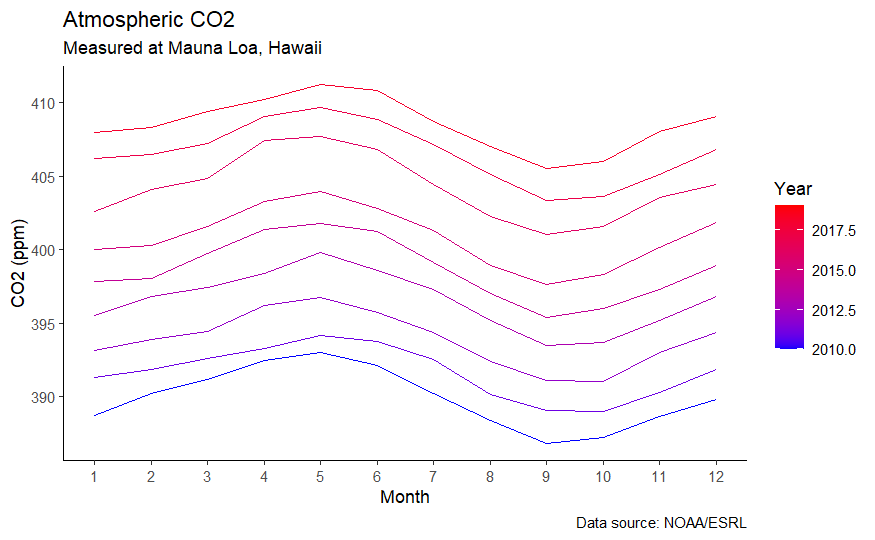 Atmospheric CO2
Measured at Mauna Loa, Hawaii
CO2 (ppm)
410
405
400
395
390
1 2 3 4 5 6 7 8 9 10 11 12
Month
Year
2017.5
2015.0
2012.5
2010.0
Data source: NOAA/ESRL